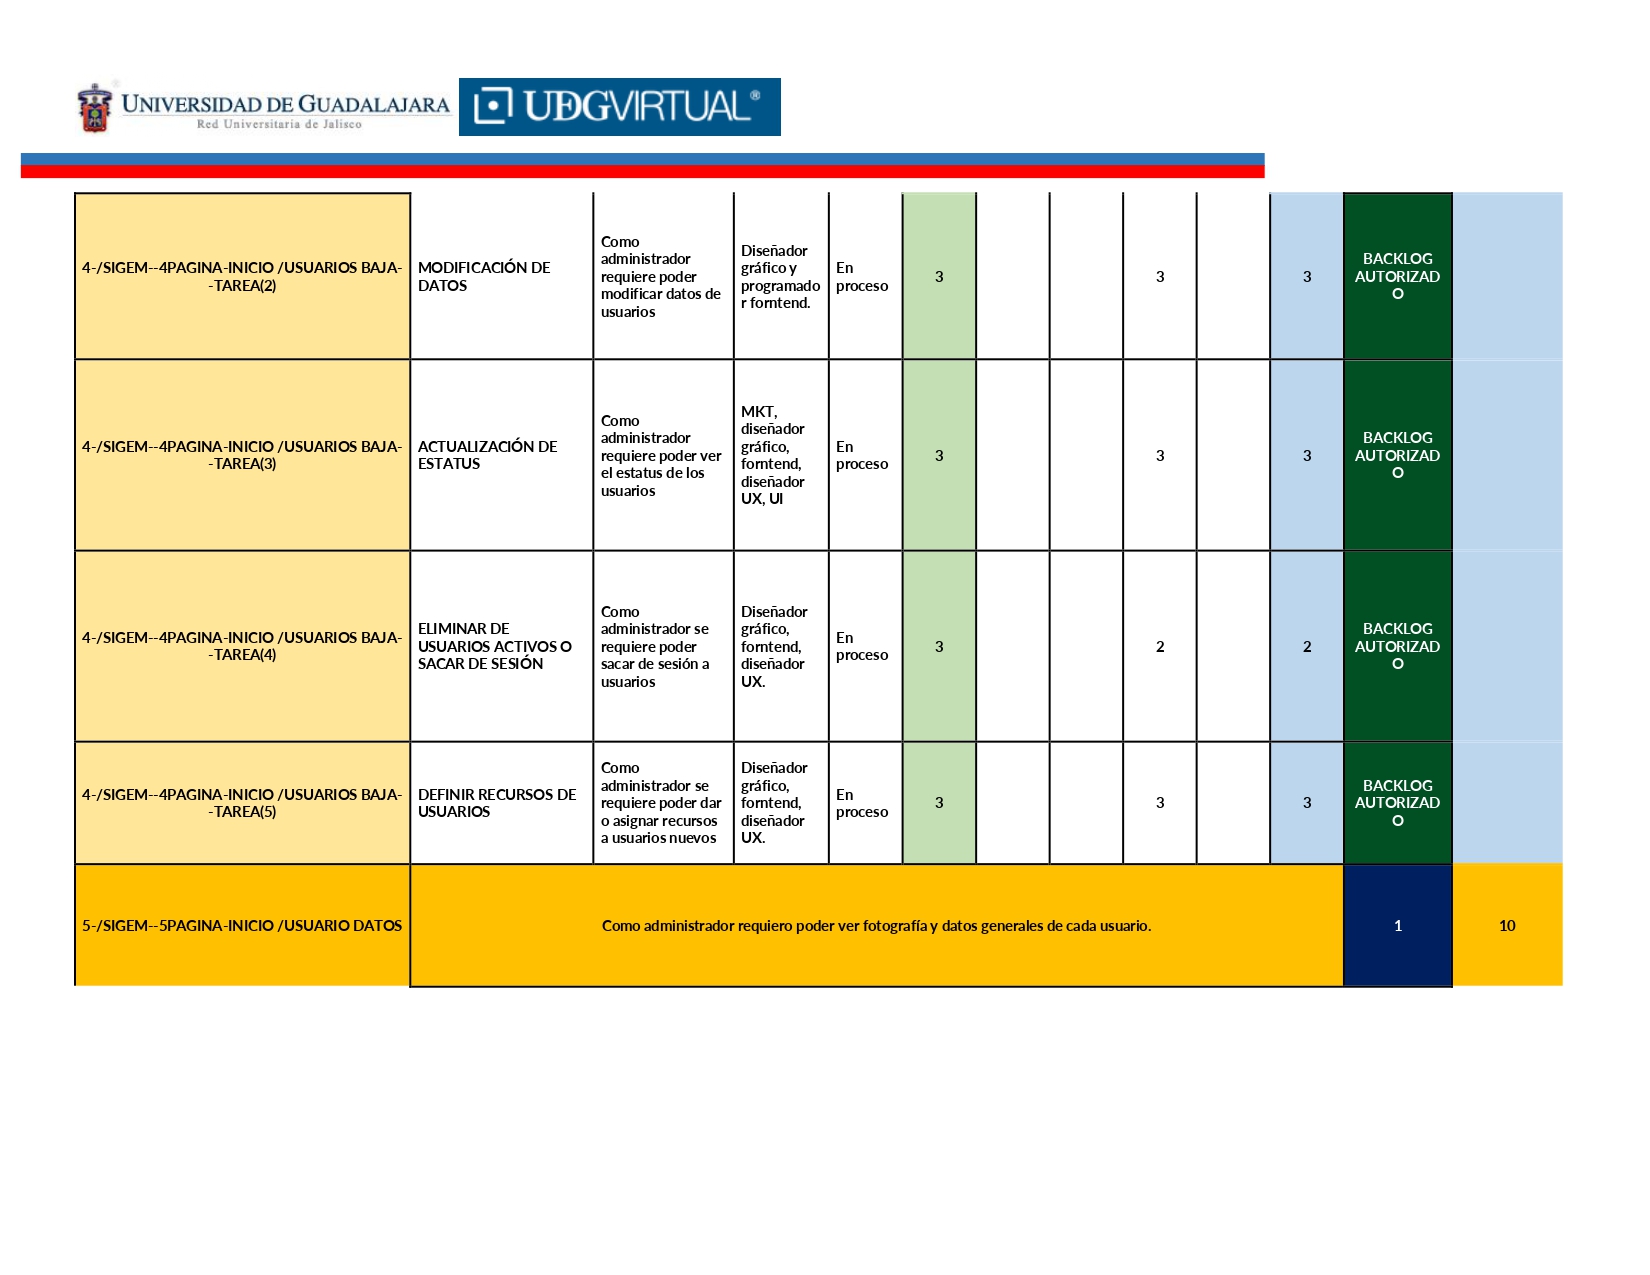 UNIVERSIDAD DE GUADALAJARA
Red Universitaria de Jalisco
®
UDGVIRTUAL®
4-/SIGEM--4PAGINA-INICIO /USUARIOS BAJA-
-TAREA(2)
MODIFICACIÓN DE
DATOS
Como
administrador
requiere poder
modificar datos de
usuarios
Diseñador
gráfico y
programado
r forntend.
En
proceso
3
3
3
BACKLOG
AUTORIZAD
O
4-/SIGEM--4PAGINA-INICIO /USUARIOS BAJA-
-TAREA(3)
ACTUALIZACIÓN DE
ESTATUS
Como
administrador
requiere poder ver
el estatus de los
usuarios
MKT,
diseñador
gráfico,
forntend,
diseñador
UX, UI
En
proceso
3
3
3
BACKLOG
AUTORIZAD
O
4-/SIGEM--4PAGINA-INICIO /USUARIOS BAJA-
-TAREA(4)
ELIMINAR DE
USUARIOS ACTIVOS O
SACAR DE SESIÓN
Como
administrador se
requiere poder
sacar de sesión a
usuarios
Diseñador
gráfico,
forntend,
diseñador
UX.
En
proceso
3
2
2
BACKLOG
AUTORIZAD
O
4-/SIGEM--4PAGINA-INICIO /USUARIOS BAJA-
-TAREA(5)
DEFINIR RECURSOS DE
USUARIOS
Como
administrador se
requiere poder dar
o asignar recursos
a usuarios nuevos
Diseñador
gráfico,
forntend,
diseñador
UX.
En
proceso
3
3
3
BACKLOG
AUTORIZAD
O
5-/SIGEM--5PAGINA-INICIO /USUARIO DATOS
Como administrador requiero poder ver fotografía y datos generales de cada usuario.
1
10